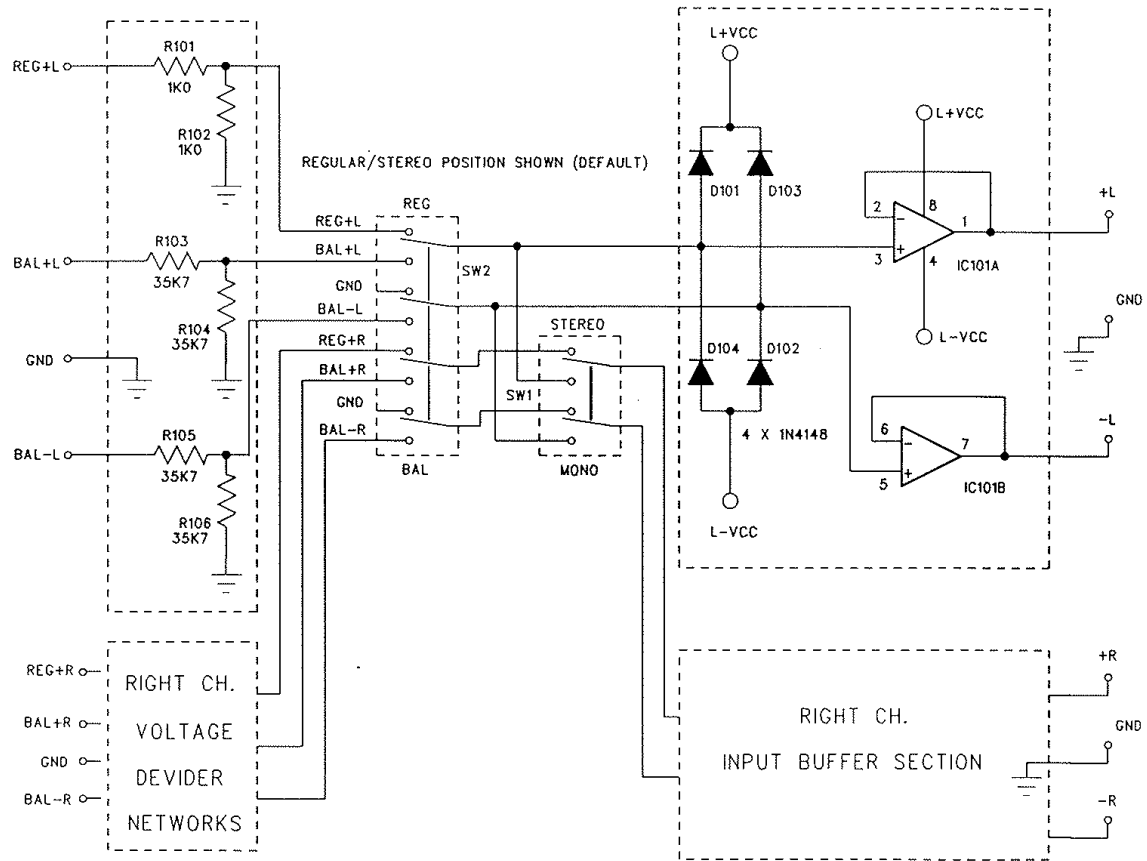 REG+L
R101
1K0
R102
1K0
REGULAR/STEREO POSITION SHOWN (DEFAULT)
BAL+L
R103
35K7
R104
35K7
GND
BAL-L
R105
35K7
R106
35K7
REG
REG+L
BAL+L
GND
BAL-L
REG+R
BAL+R
GND
BAL-R
SW2
BAL
STEREO
SW1
MONO
L+VCC
D101
D103
D104
D102
4 X 1N4148
L-VCC
L+VCC
2
-
8
1
+
3
4
IC101A
L-VCC
6
-
7
+
5
IC101B
+L
GND
-L
REG+R
BAL+R
GND
BAL-R
RIGHT CH.
VOLTAGE
DEVIDER
NETWORKS
RIGHT CH.
INPUT BUFFER SECTION
+R
GND
-R